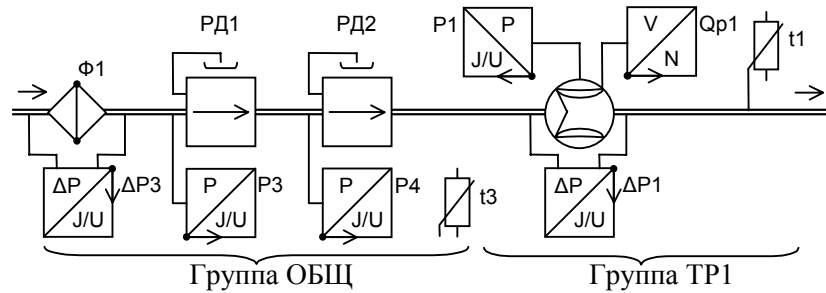 РД1 РД2 P1 P J/U V N Qp1 t1
Ф1
ΔP J/U ΔP3 P J/U P3 P J/U P4 t3 ΔP J/U ΔP1
Группа ОБЩ Группа ТР1